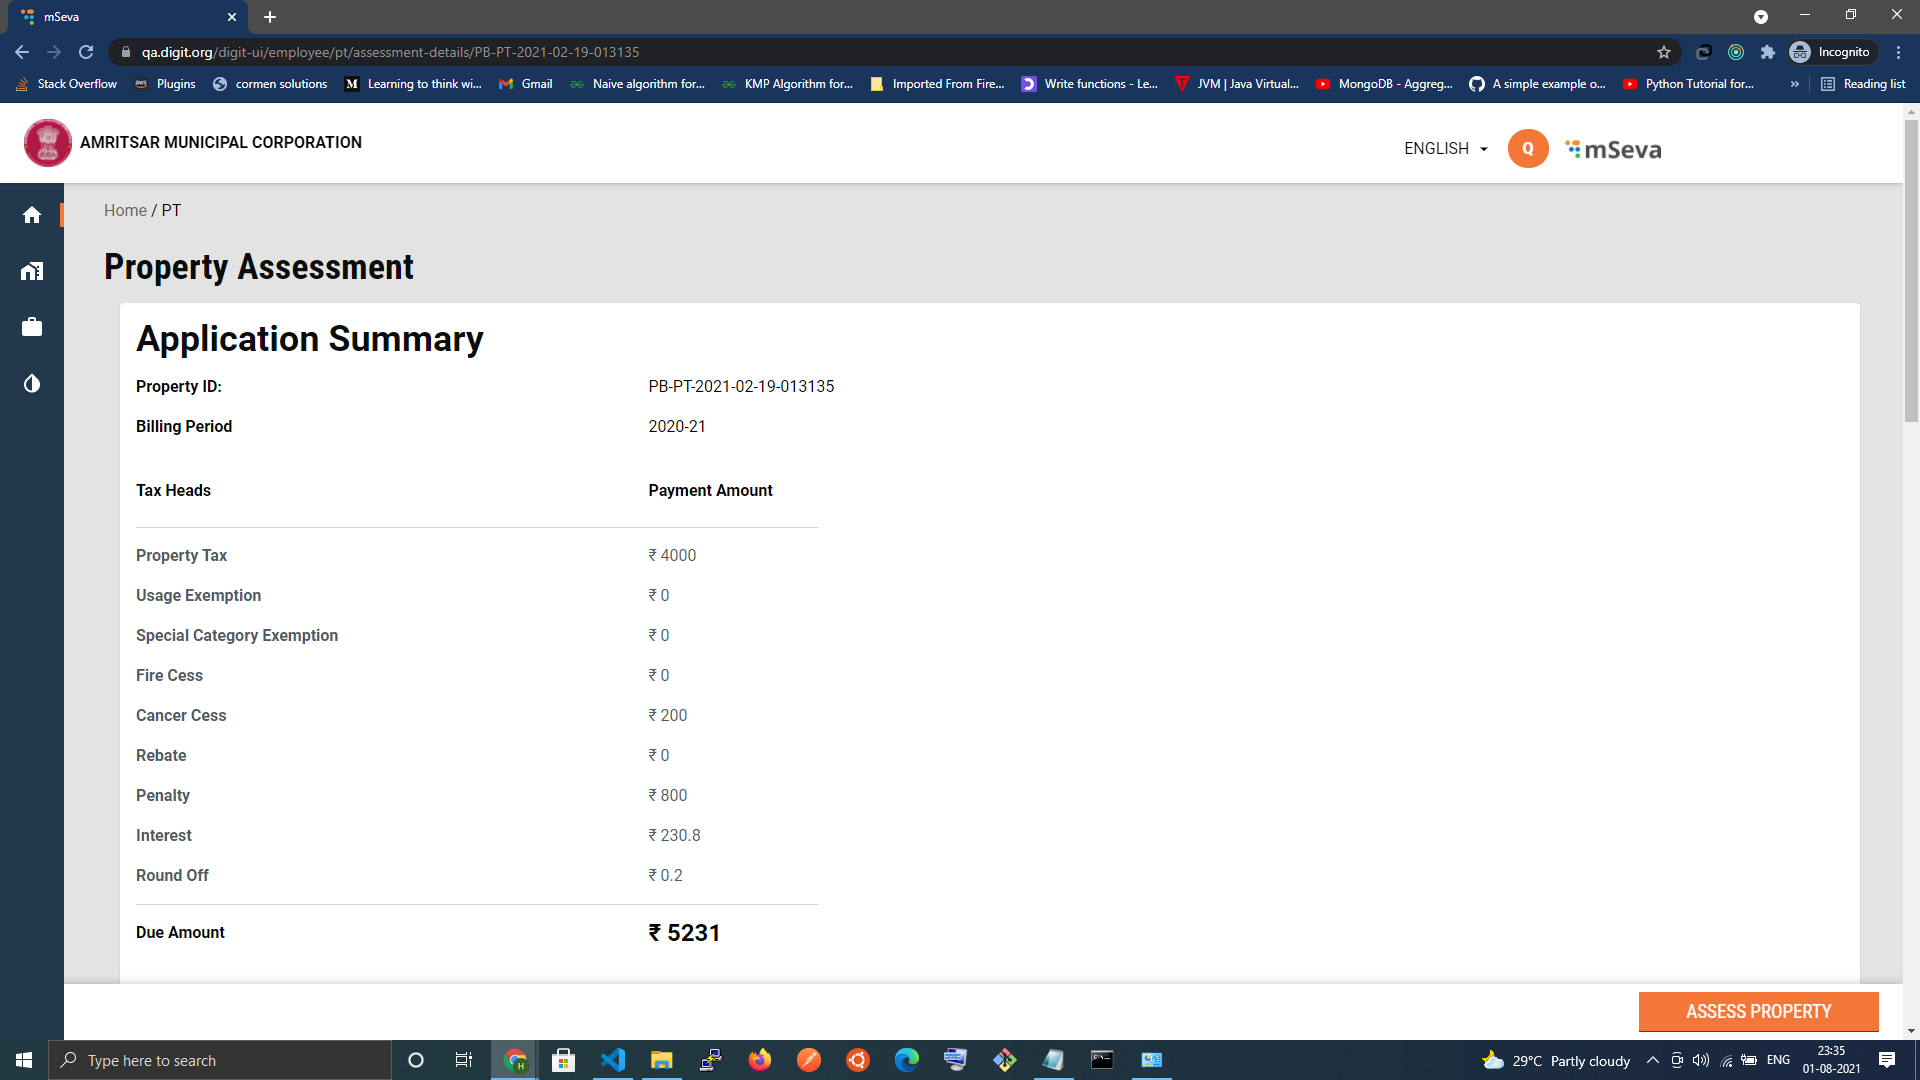 mSeva
qa.digit.org/digit-ui/employee/pt/assessment-details/PB-PT-2021-02-19-013135
Incognito
Stack Overflow
Plugins
cormen solutions
Learning to think wi...
Gmail
Naive algorithm for...
KMP Algorithm for...
Imported From Fire...
Write functions - Le...
JVM | Java Virtual...
MongoDB - Aggreg...
A simple example o...
Python Tutorial for...
»
Reading list
AMRITSAR MUNICIPAL CORPORATION
ENGLISH
Q
mSeva
Home / PT
Property Assessment
Application Summary
Property ID: PB-PT-2021-02-19-013135
Billing Period 2020-21
Tax Heads Payment Amount
Property Tax ₹ 4000
Usage Exemption ₹ 0
Special Category Exemption ₹ 0
Fire Cess ₹ 0
Cancer Cess ₹ 200
Rebate ₹ 0
Penalty ₹ 800
Interest ₹ 230.8
Round Off ₹ 0.2
Due Amount ₹ 5231
ASSESS PROPERTY
Type here to search
29°C Partly cloudy
ENG
23:35
01-08-2021